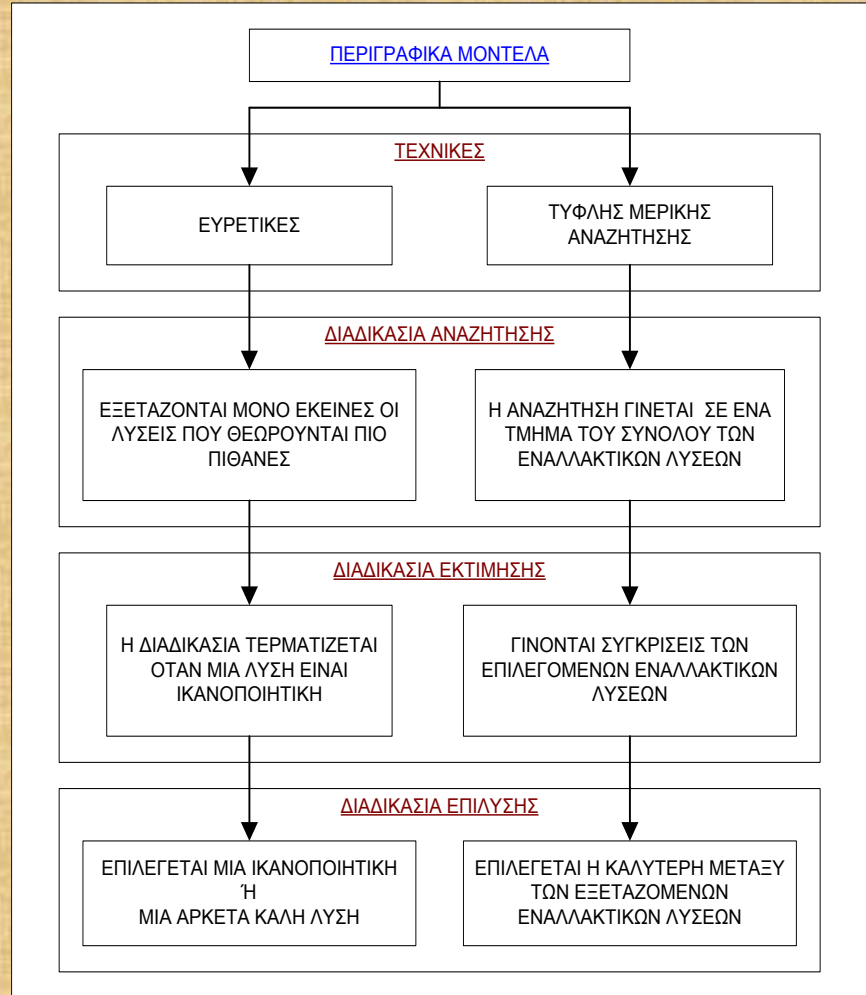 ΠΕΡΙΓΡΑΦΙΚΑ ΜΟΝΤΕΛΑ
ΤΕΧΝΙΚΕΣ
ΕΥΡΕΤΙΚΕΣ
ΤΥΦΛΗΣ ΜΕΡΙΚΗΣ
ΑΝΑΖΗΤΗΣΗΣ
ΔΙΑΔΙΚΑΣΙΑ ΑΝΑΖΗΤΗΣΗΣ
ΕΞΕΤΑΖΟΝΤΑΙ ΜΟΝΟ ΕΚΕΙΝΕΣ ΟΙ
ΛΥΣΕΙΣ ΠΟΥ ΘΕΩΡΟΥΝΤΑΙ ΠΙΟ
ΠΙΘΑΝΕΣ
Η ΑΝΑΖΗΤΗΣΗ ΓΙΝΕΤΑΙ ΣΕ ΕΝΑ
ΤΜΗΜΑ ΤΟΥ ΣΥΝΟΛΟΥ ΤΩΝ
ΕΝΑΛΛΑΚΤΙΚΩΝ ΛΥΣΕΩΝ
ΔΙΑΔΙΚΑΣΙΑ ΕΚΤΙΜΗΣΗΣ
Η ΔΙΑΔΙΚΑΣΙΑ ΤΕΡΜΑΤΙΖΕΤΑΙ
ΟΤΑΝ ΜΙΑ ΛΥΣΗ ΕΙΝΑΙ
ΙΚΑΝΟΠΟΙΗΤΙΚΗ
ΓΙΝΟΝΤΑΙ ΣΥΓΚΡΙΣΕΙΣ ΤΩΝ
ΕΠΙΛΕΓΟΜΕΝΩΝ ΕΝΑΛΛΑΚΤΙΚΩΝ
ΛΥΣΕΩΝ
ΔΙΑΔΙΚΑΣΙΑ ΕΠΙΛΥΣΗΣ
ΕΠΙΛΕΓΕΤΑΙ ΜΙΑ ΙΚΑΝΟΠΟΙΗΤΙΚΗ
Ή
ΜΙΑ ΑΡΚΕΤΑ ΚΑΛΗ ΛΥΣΗ
ΕΠΙΛΕΓΕΤΑΙ Η ΚΑΛΥΤΕΡΗ ΜΕΤΑΞΥ
ΤΩΝ ΕΞΕΤΑΖΟΜΕΝΩΝ
ΕΝΑΛΛΑΚΤΙΚΩΝ ΛΥΣΕΩΝ